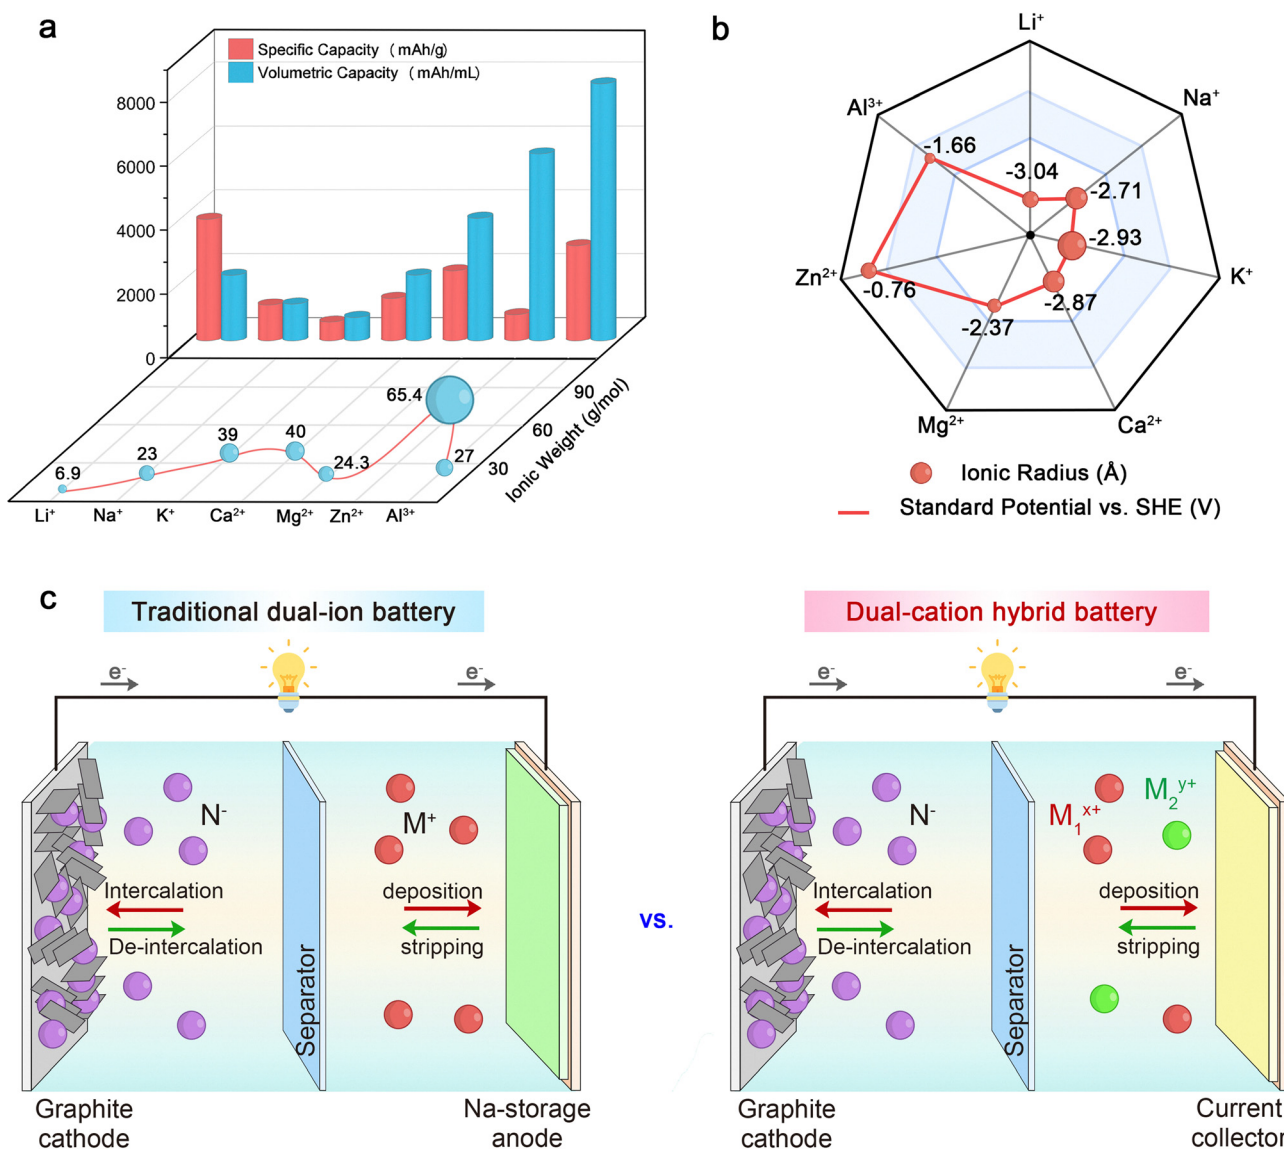 a
Specific Capacity (mAh/g)
Volumetric Capacity (mAh/mL)
8000
6000
4000
2000
0
6.9
23
39
40
24.3
65.4
27
30
60
90
Ionic Weight (g/mol)
Li⁺
Na⁺
K⁺
Ca²⁺
Mg²⁺
Zn²⁺
Al³⁺
b
Li⁺
Na⁺
K⁺
Ca²⁺
Mg²⁺
Zn²⁺
Al³⁺
-3.04
-2.71
-2.93
-2.87
-2.37
-0.76
-1.66
Ionic Radius (Å)
Standard Potential vs. SHE (V)
c
Traditional dual-ion battery
e⁻
e⁻
N⁻
M⁺
Intercalation
De-intercalation
deposition
stripping
Separator
Graphite
cathode
Na-storage
anode
vs.
Dual-cation hybrid battery
e⁻
e⁻
N⁻
M₁ˣ⁺
M₂ʸ⁺
Intercalation
De-intercalation
deposition
stripping
Separator
Graphite
cathode
Current
collector